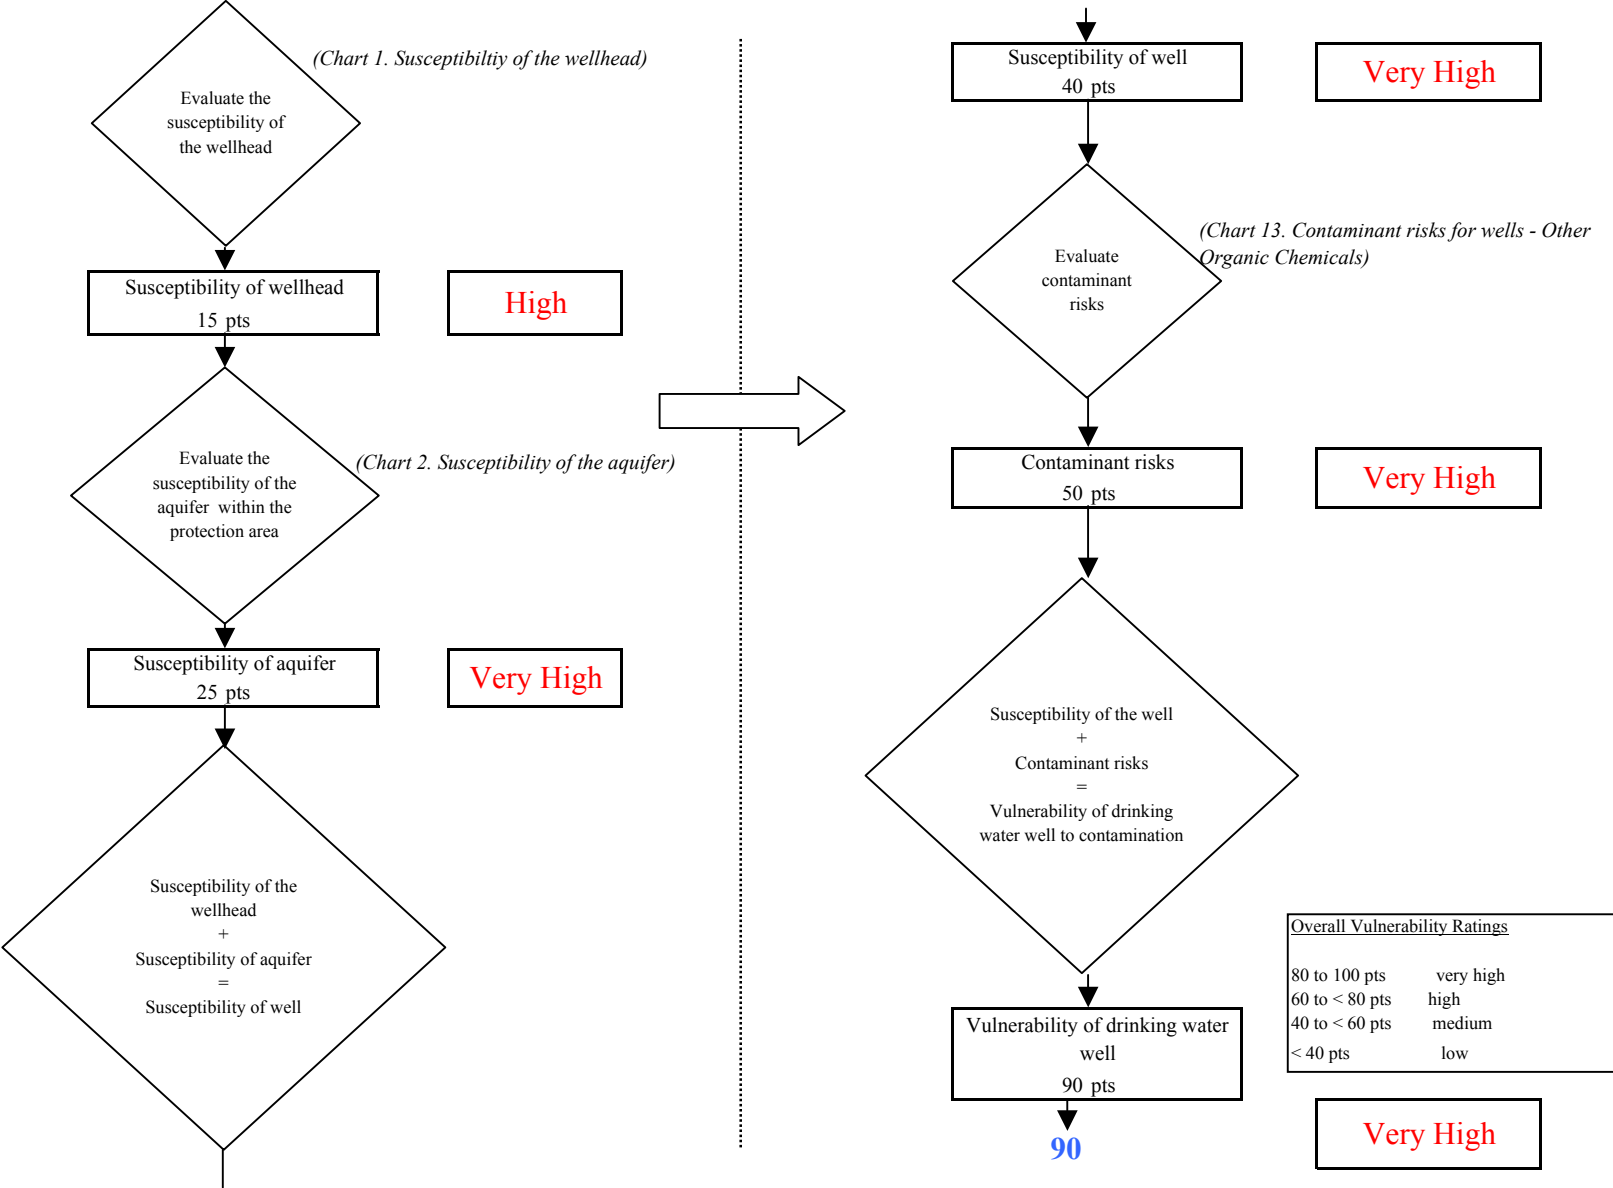 (Chart 1. Susceptibiltiy of the wellhead)
Evaluate the
susceptibility of
the wellhead
Susceptibility of wellhead
15 pts
High
Evaluate the
susceptibility of the
aquifer within the
protection area
(Chart 2. Susceptibility of the aquifer)
Susceptibility of aquifer
25 pts
Very High
Susceptibility of the
wellhead
+
Susceptibility of aquifer
=
Susceptibility of well
Susceptibility of well
40 pts
Very High
(Chart 13. Contaminant risks for wells - Other
Organic Chemicals)
Evaluate
contaminant
risks
Contaminant risks
50 pts
Very High
Susceptibility of the well
+
Contaminant risks
=
Vulnerability of drinking
water well to contamination
Overall Vulnerability Ratings
80 to 100 pts very high
60 to < 80 pts high
40 to < 60 pts medium
< 40 pts low
Vulnerability of drinking water
well
90 pts
90
Very High